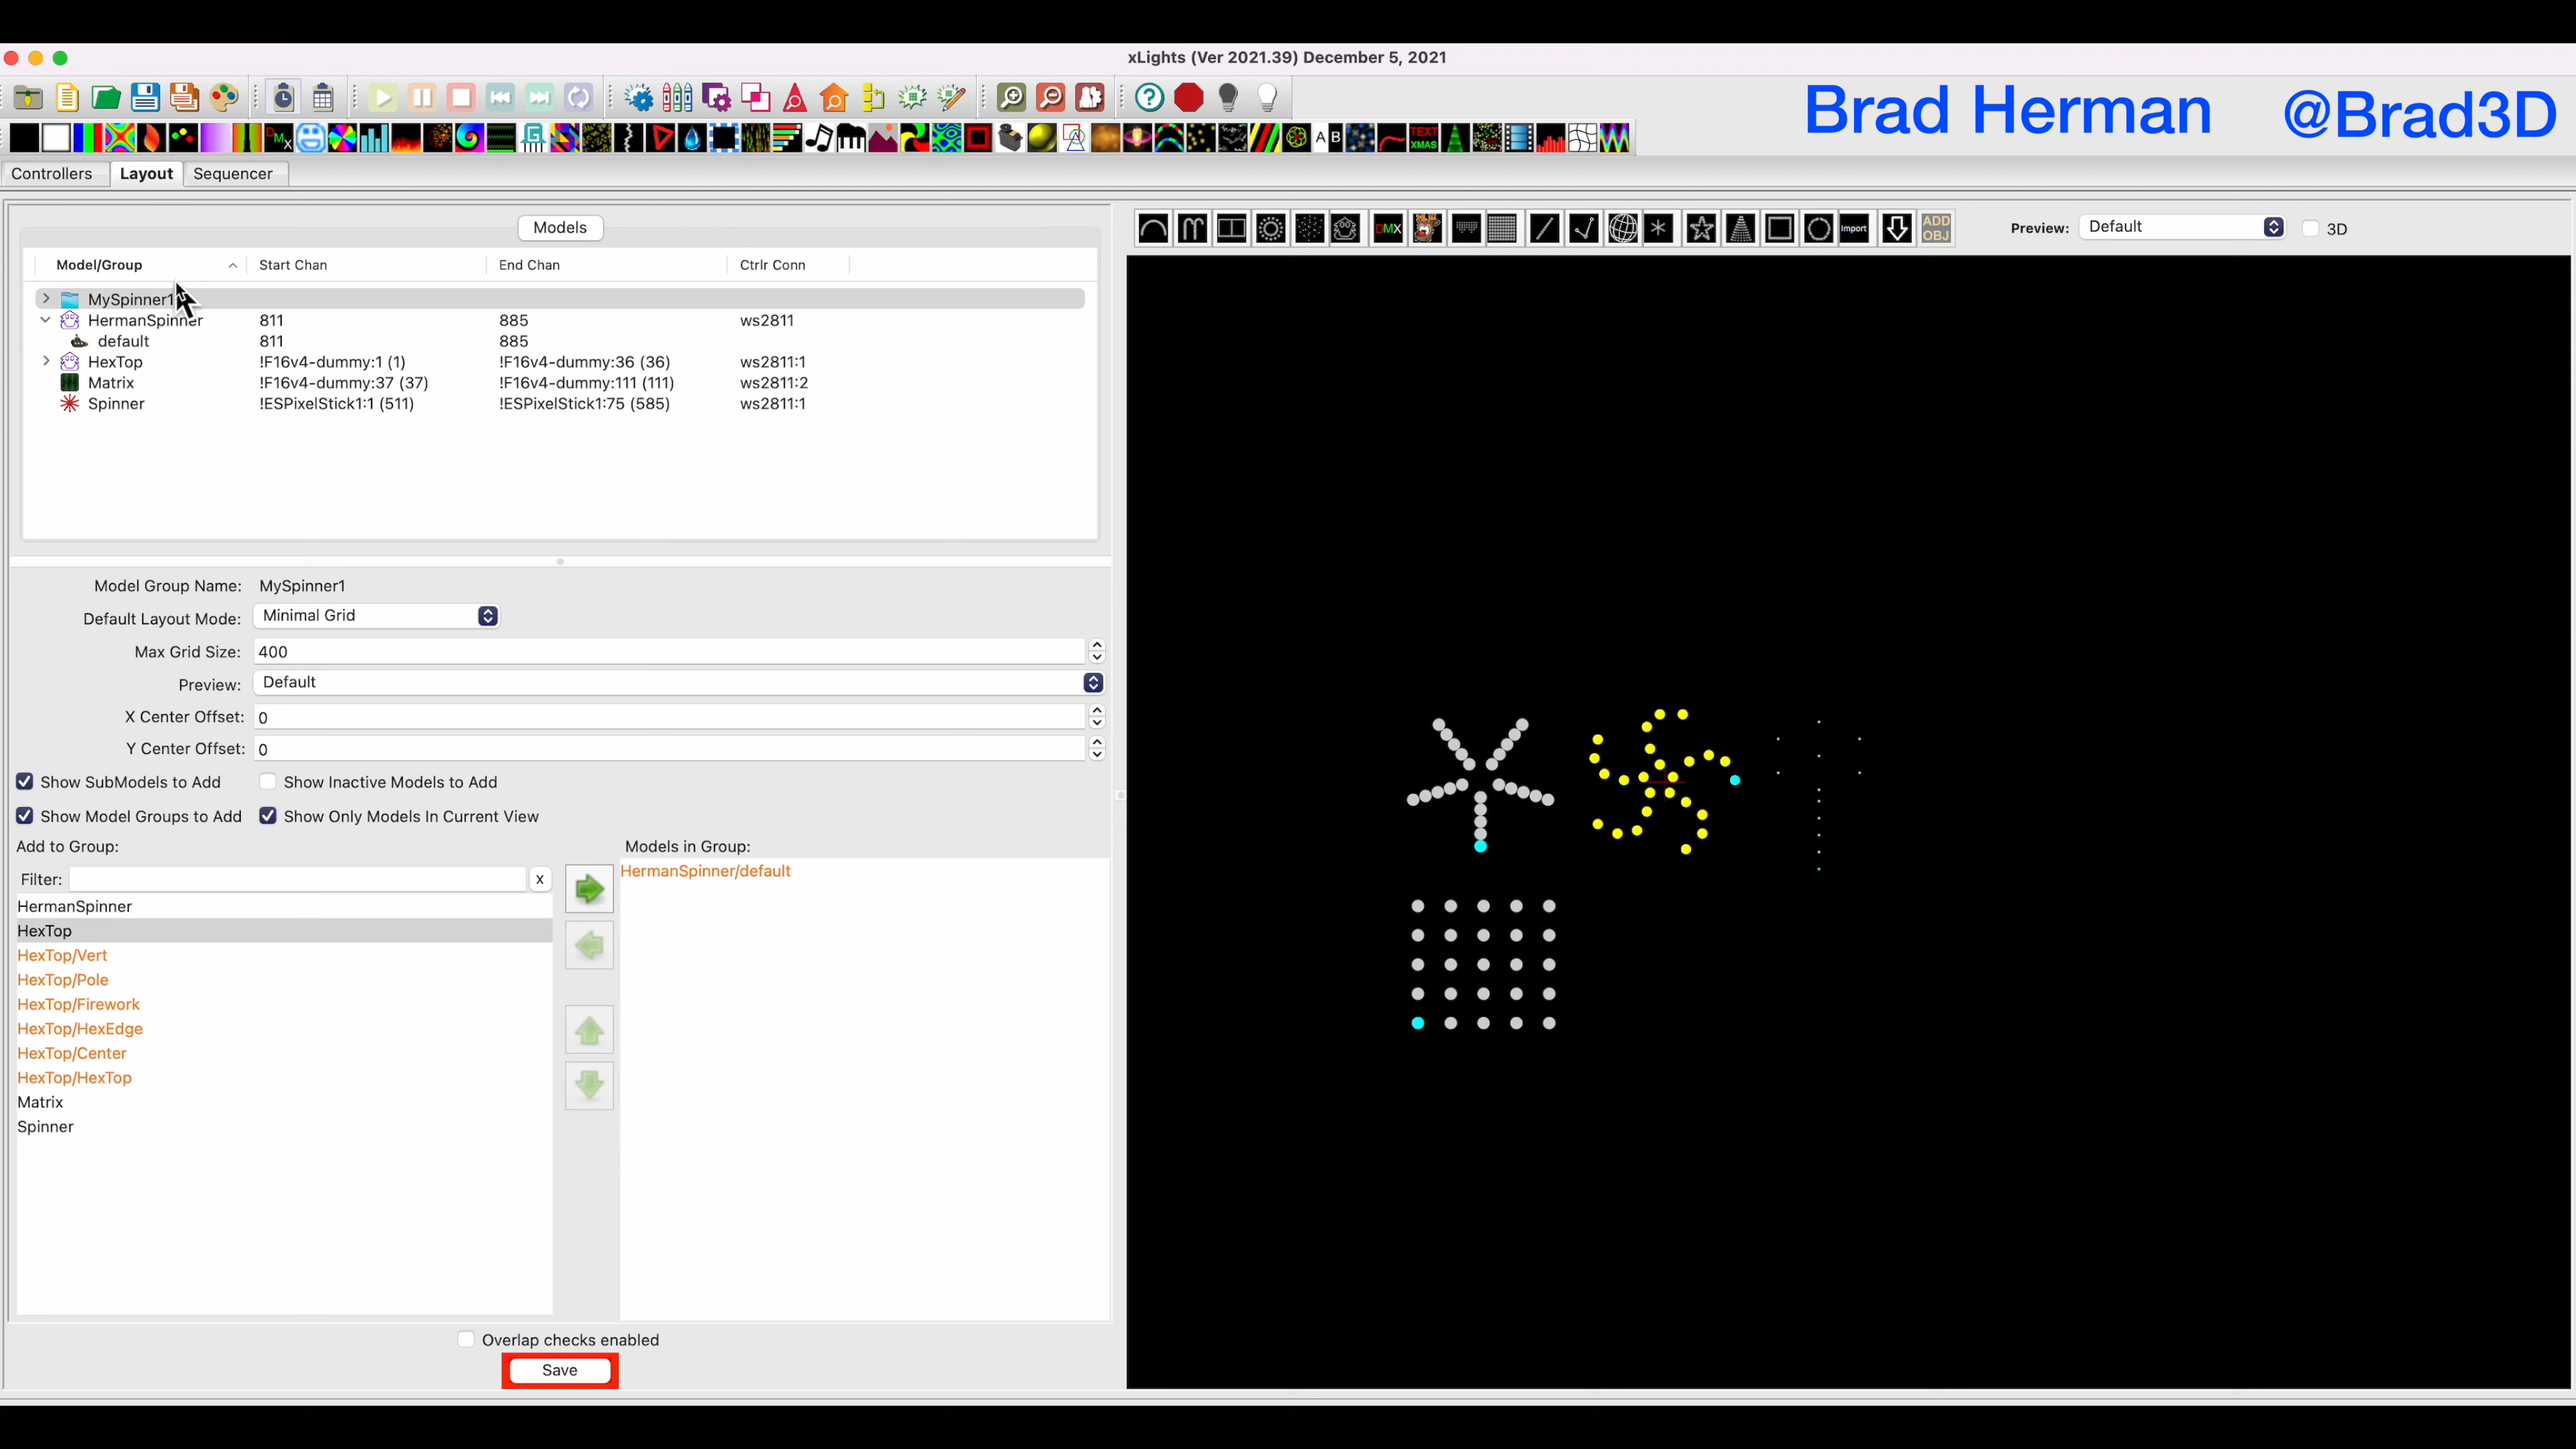 xLights (Ver 2021.39) December 5, 2021
Brad Herman @Brad3D
DMX
A B
TEXT XMAS
Controllers Layout Sequencer
Models
DMX
Import
ADD OBJ
Preview: Default 3D
Model/Group Start Chan End Chan Ctrlr Conn
MySpinner1
HermanSpinner 811 885 ws2811
default 811 885
HexTop !F16v4-dummy:1 (1) !F16v4-dummy:36 (36) ws2811:1
Matrix !F16v4-dummy:37 (37) !F16v4-dummy:111 (111) ws2811:2
Spinner !ESPixelStick1:1 (511) !ESPixelStick1:75 (585) ws2811:1
Model Group Name: MySpinner1
Default Layout Mode: Minimal Grid
Max Grid Size: 400
Preview: Default
X Center Offset: 0
Y Center Offset: 0
Show SubModels to Add Show Inactive Models to Add
Show Model Groups to Add Show Only Models In Current View
Add to Group: Models in Group:
Filter: x
HermanSpinner/default
HermanSpinner
HexTop
HexTop/Vert
HexTop/Pole
HexTop/Firework
HexTop/HexEdge
HexTop/Center
HexTop/HexTop
Matrix
Spinner
Overlap checks enabled
Save